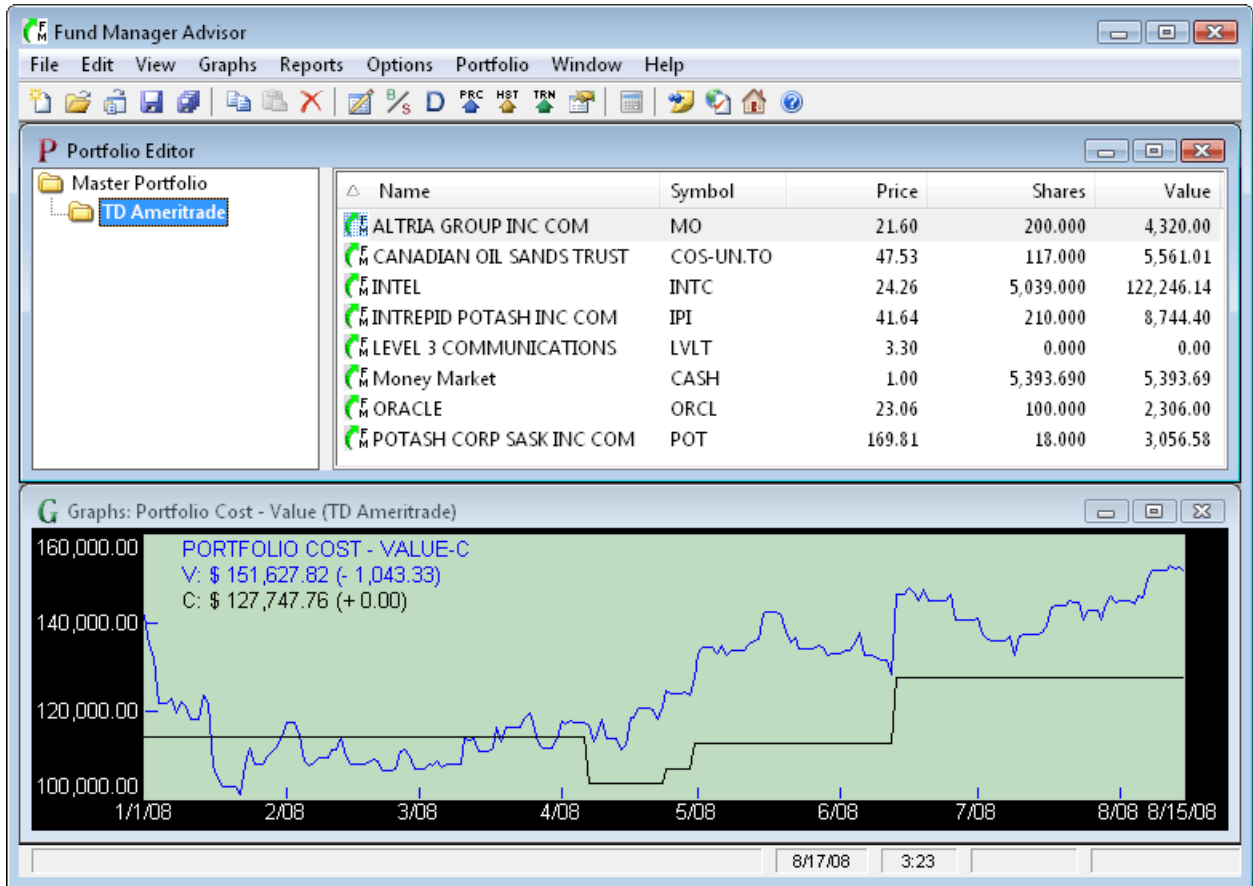 Fund Manager Advisor
File Edit View Graphs Reports Options Portfolio Window Help
B/S D PRC HST TRN
Portfolio Editor
Master Portfolio
TD Ameritrade
Name Symbol Price Shares Value
ALTRIA GROUP INC COM MO 21.60 200.000 4,320.00
CANADIAN OIL SANDS TRUST COS-UN.TO 47.53 117.000 5,561.01
INTEL INTC 24.26 5,039.000 122,246.14
INTREPID POTASH INC COM IPI 41.64 210.000 8,744.40
LEVEL 3 COMMUNICATIONS LVLT 3.30 0.000 0.00
Money Market CASH 1.00 5,393.690 5,393.69
ORACLE ORCL 23.06 100.000 2,306.00
POTASH CORP SASK INC COM POT 169.81 18.000 3,056.58
Graphs: Portfolio Cost - Value (TD Ameritrade)
PORTFOLIO COST - VALUE-C
V: $ 151,627.82 (- 1,043.33)
C: $ 127,747.76 (+ 0.00)
160,000.00
140,000.00
120,000.00
100,000.00
1/1/08 2/08 3/08 4/08 5/08 6/08 7/08 8/08 8/15/08
8/17/08 3:23